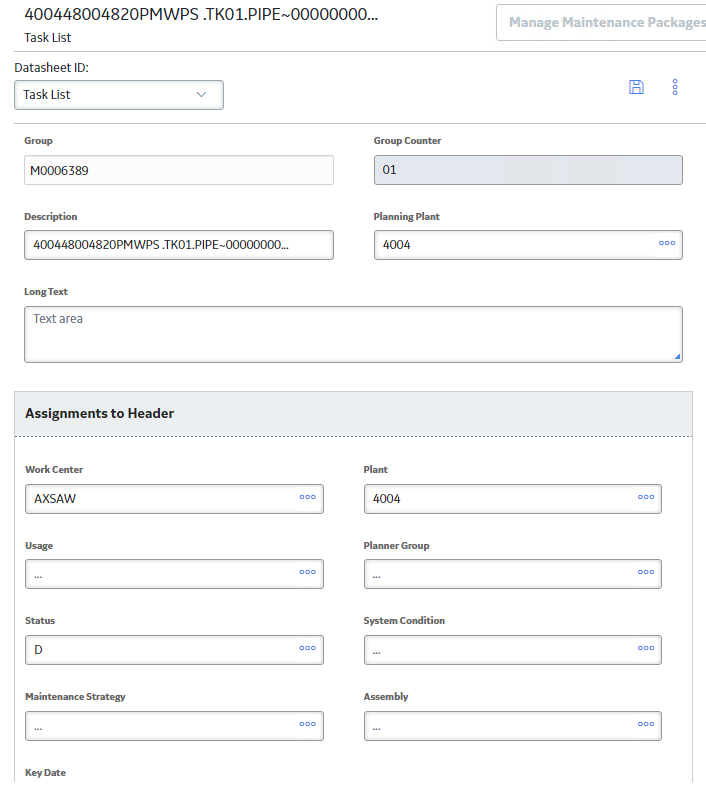 400448004820PMWPS .TK01.PIPE~00000000...
Manage Maintenance Packages
Task List
Datasheet ID:
Task List
Group
Group Counter
M0006389
01
Description
Planning Plant
400448004820PMWPS .TK01.PIPE~00000000...
4004
Long Text
Text area
Assignments to Header
Work Center
Plant
AXSAW
4004
Usage
Planner Group
...
...
Status
System Condition
D
...
Maintenance Strategy
Assembly
...
...
Key Date